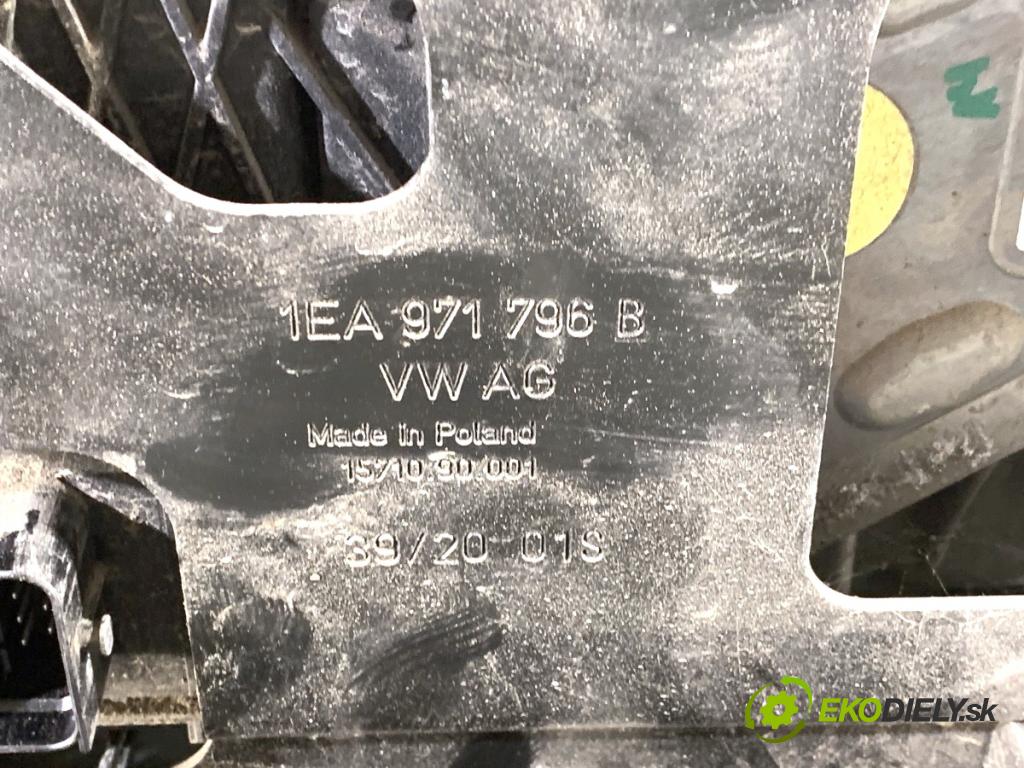 1EA 971 796 B
VW AG
Made in Poland
15/10.90.001
39/20 01S
EKODIELY.sk